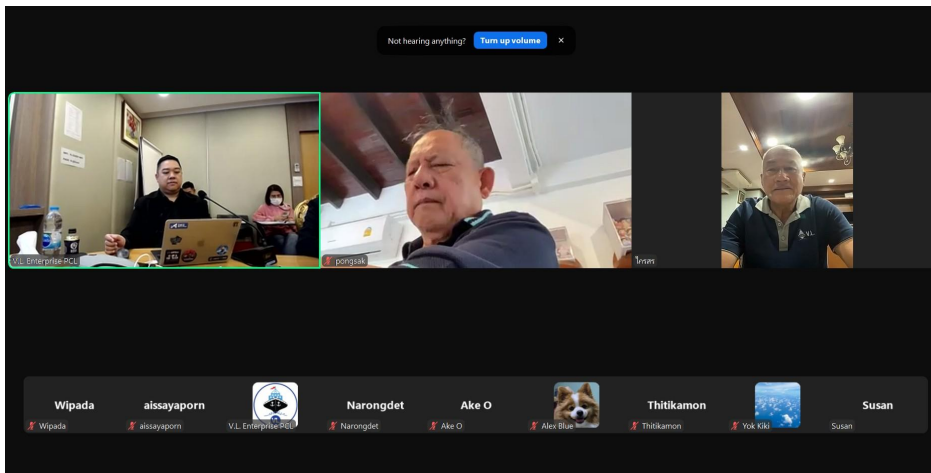 Not hearing anything? Turn up volume ×
V.L. Enterprise PCL
pongsak
ไกรสร
V.L.
Wipada aissayaporn Narongdet Ake O Thitikamon Susan
Wipada aissayaporn V.L. Enterprise PCL Narongdet Ake O Alex Blue Thitikamon Yok Kiki Susan